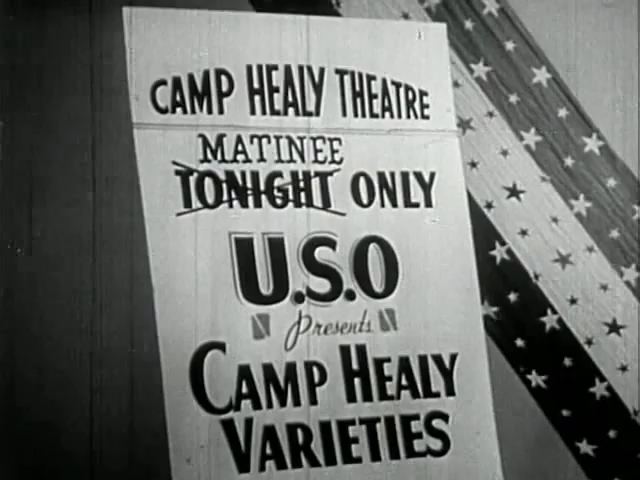 CAMP HEALY THEATRE
MATINEE
TONIGHT ONLY
U.S.O
Presents
CAMP HEALY
VARIETIES